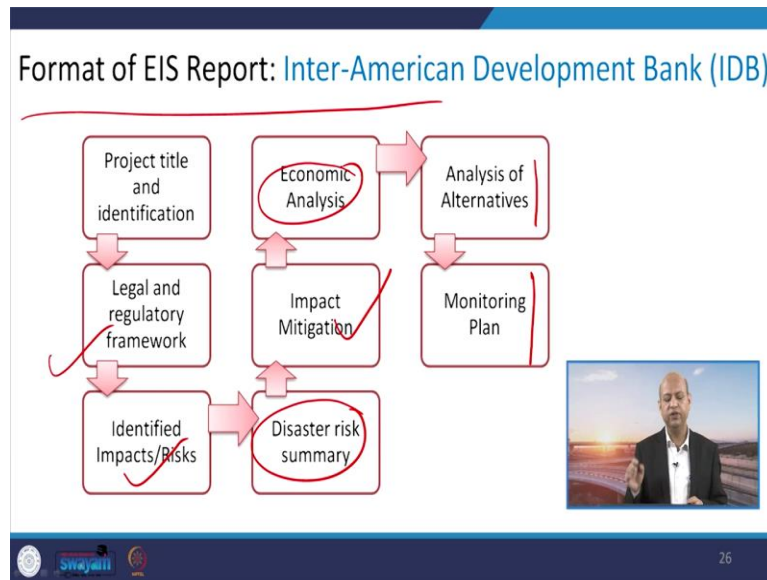 Format of EIS Report: Inter-American Development Bank (IDB)
Project title
and
identification
Legal and
regulatory
framework
Identified
Impacts/Risks
Disaster risk
summary
Impact
Mitigation
Economic
Analysis
Analysis of
Alternatives
Monitoring
Plan
swayam
26